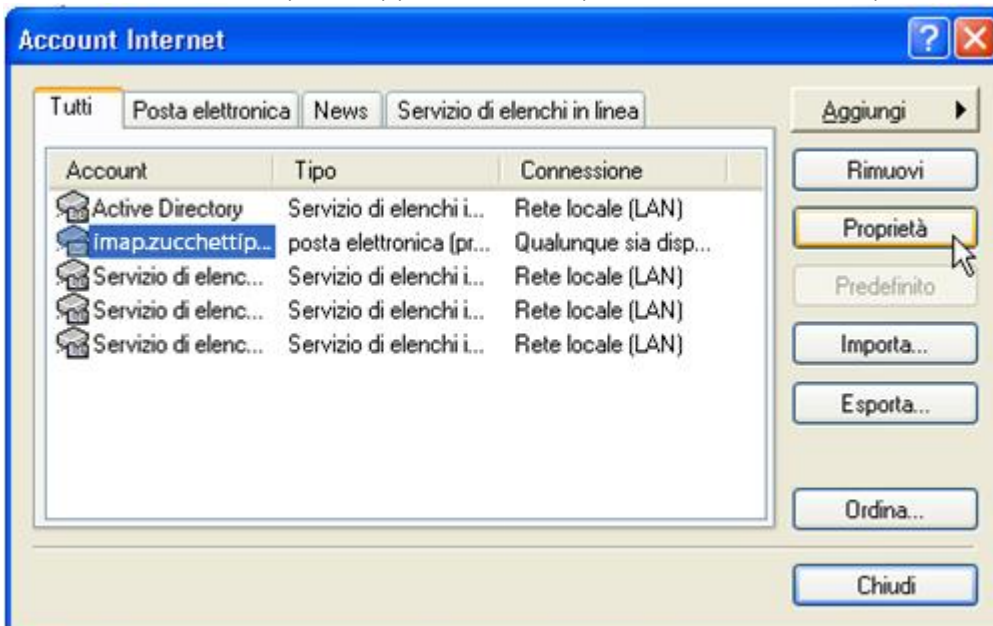 Account Internet
Tutti Posta elettronica News Servizio di elenchi in linea
Aggiungi
Account Tipo Connessione
Rimuovi
Active Directory Servizio di elenchi i... Rete locale (LAN)
Proprietà
imap.zucchettip... posta elettronica (pr... Qualunque sia disp...
Servizio di elenc... Servizio di elenchi i... Rete locale (LAN)
Predefinito
Servizio di elenc... Servizio di elenchi i... Rete locale (LAN)
Servizio di elenc... Servizio di elenchi i... Rete locale (LAN)
Importa...
Esporta...
Ordina...
Chiudi